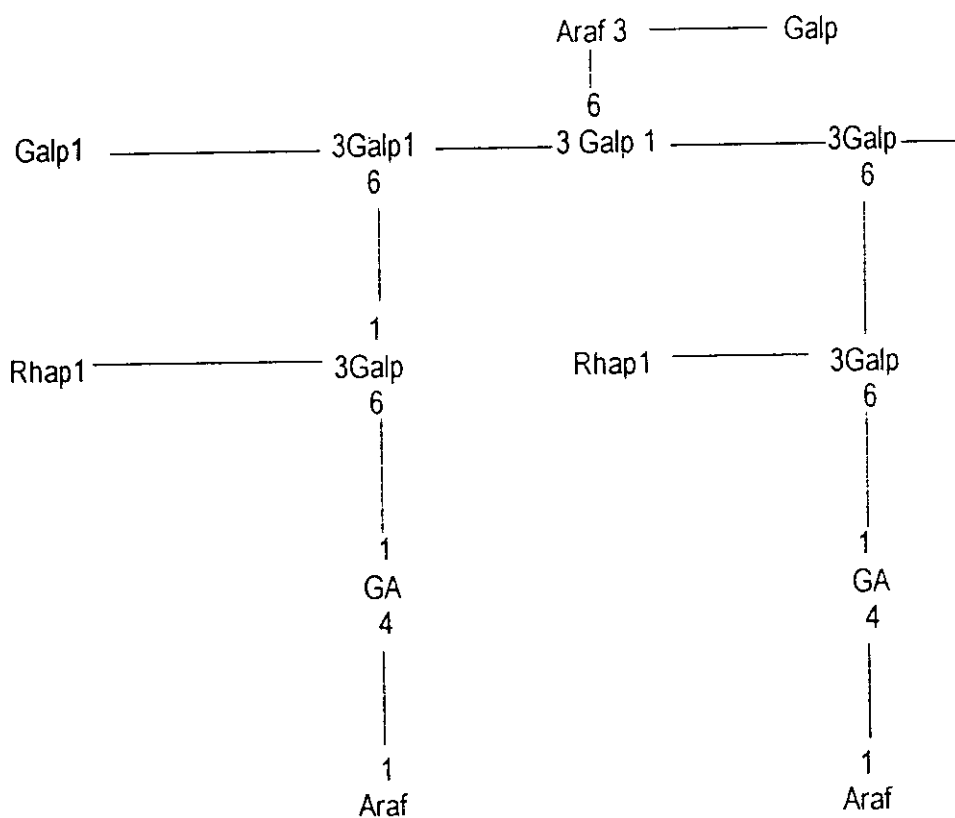 Araf 3 Galp
6
Galp1 3Galp1 3 Galp 1 3Galp
6 6
1
Rhap1 3Galp Rhap1 3Galp
6 6
1 1
GA GA
4 4
1 1
Araf Araf